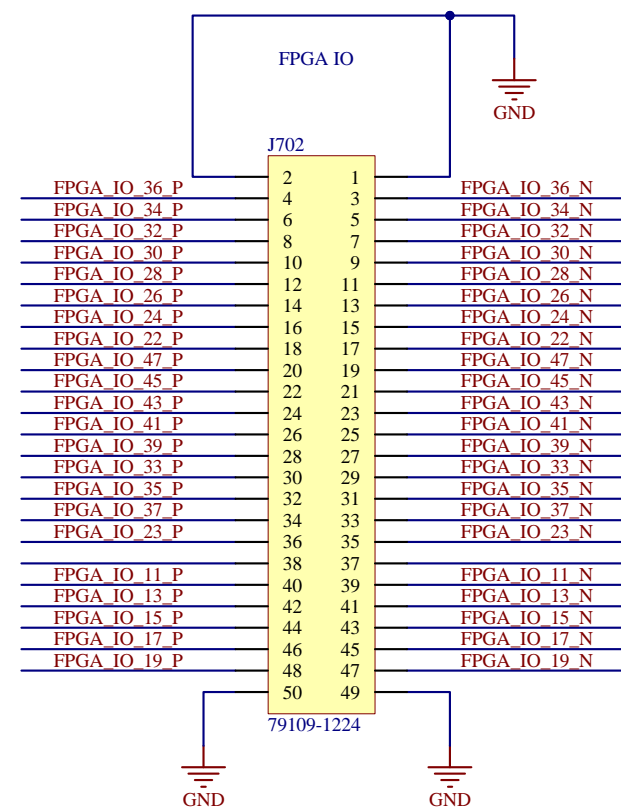 FPGA IO
GND
J702
2 1
FPGA_IO_36_P 4 3 FPGA_IO_36_N
FPGA_IO_34_P 6 5 FPGA_IO_34_N
FPGA_IO_32_P 8 7 FPGA_IO_32_N
FPGA_IO_30_P 10 9 FPGA_IO_30_N
FPGA_IO_28_P 12 11 FPGA_IO_28_N
FPGA_IO_26_P 14 13 FPGA_IO_26_N
FPGA_IO_24_P 16 15 FPGA_IO_24_N
FPGA_IO_22_P 18 17 FPGA_IO_22_N
FPGA_IO_47_P 20 19 FPGA_IO_47_N
FPGA_IO_45_P 22 21 FPGA_IO_45_N
FPGA_IO_43_P 24 23 FPGA_IO_43_N
FPGA_IO_41_P 26 25 FPGA_IO_41_N
FPGA_IO_39_P 28 27 FPGA_IO_39_N
FPGA_IO_33_P 30 29 FPGA_IO_33_N
FPGA_IO_35_P 32 31 FPGA_IO_35_N
FPGA_IO_37_P 34 33 FPGA_IO_37_N
FPGA_IO_23_P 36 35 FPGA_IO_23_N
38 37
FPGA_IO_11_P 40 39 FPGA_IO_11_N
FPGA_IO_13_P 42 41 FPGA_IO_13_N
FPGA_IO_15_P 44 43 FPGA_IO_15_N
FPGA_IO_17_P 46 45 FPGA_IO_17_N
FPGA_IO_19_P 48 47 FPGA_IO_19_N
50 49
79109-1224
GND GND